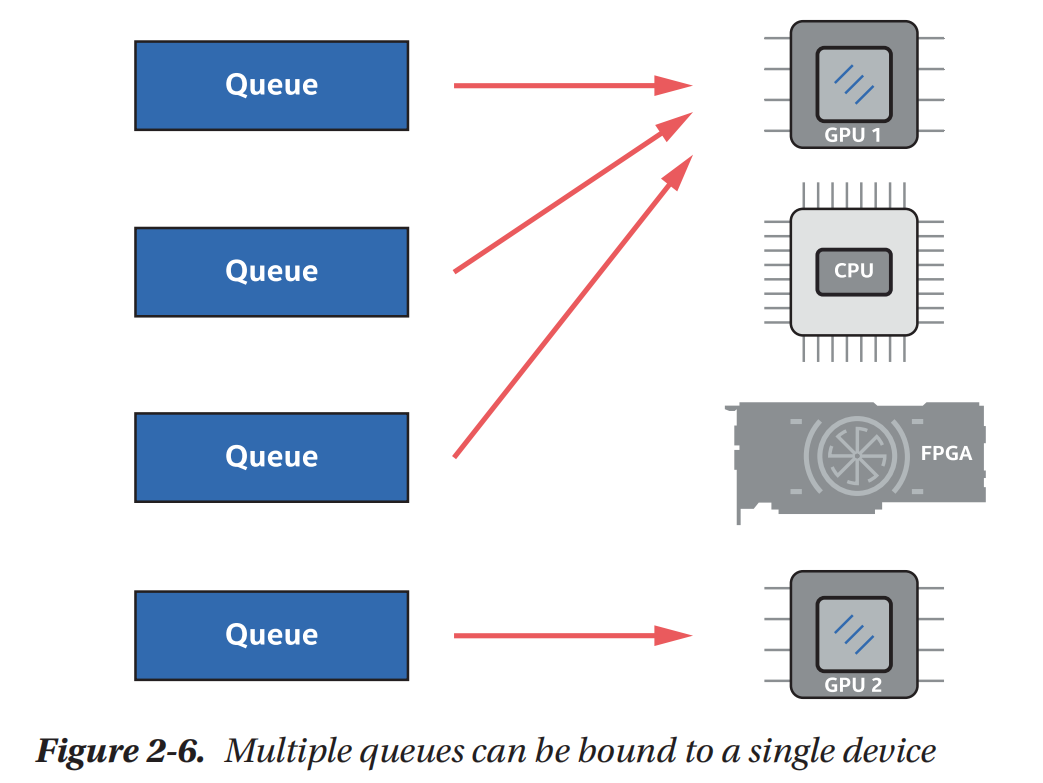 Queue
GPU 1
Queue
CPU
Queue
FPGA
Queue
GPU 2
Figure 2-6. Multiple queues can be bound to a single device